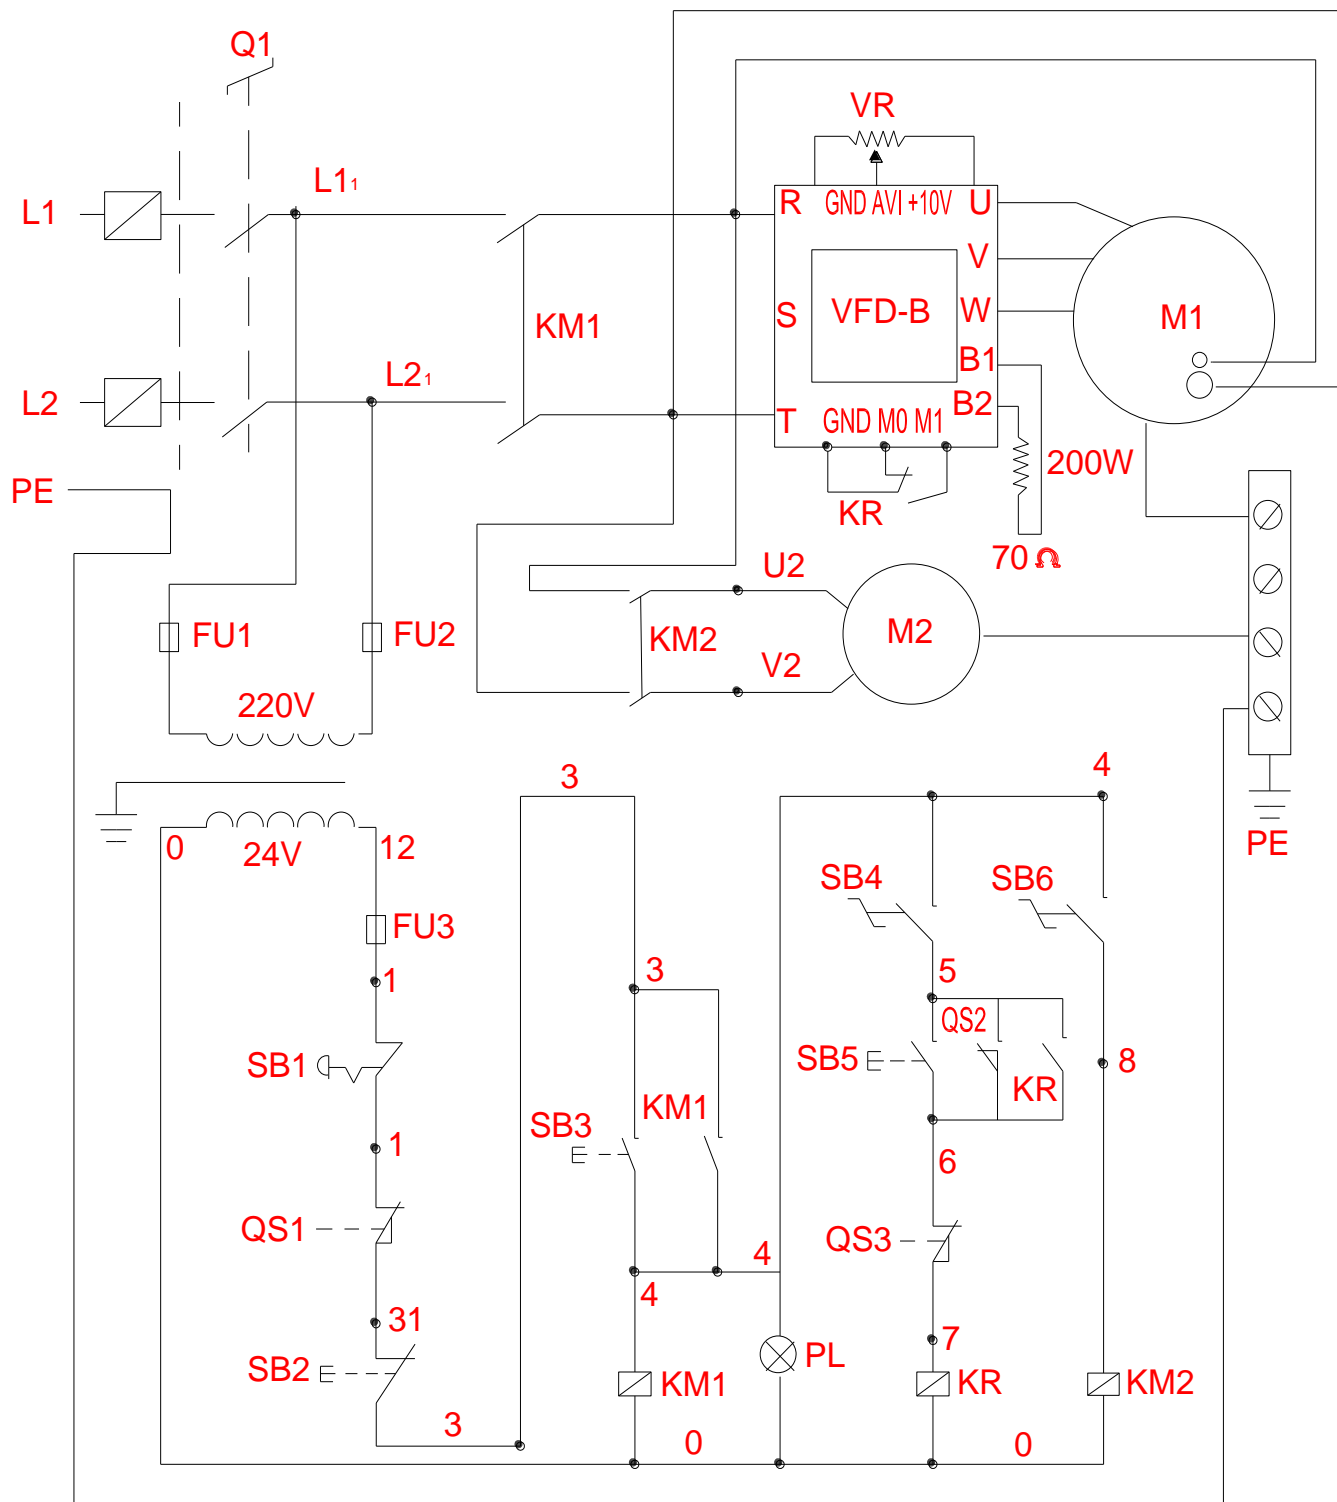 Q1
VR
L1
L1₁
R GND AVI +10V U
V
S VFD-B W
M1
KM1
B1
L2
L2₁
B2
T GND M0 M1
200W
PE
KR
70 Ω
U2
FU1
FU2
KM2
M2
V2
220V
3
4
0
24V
12
PE
SB4
SB6
FU3
3
5
1
QS2
SB1
SB5
8
KR
KM1
SB3
1
6
QS1
4
QS3
4
31
7
SB2
PL
KM1
KR
KM2
3
0
0